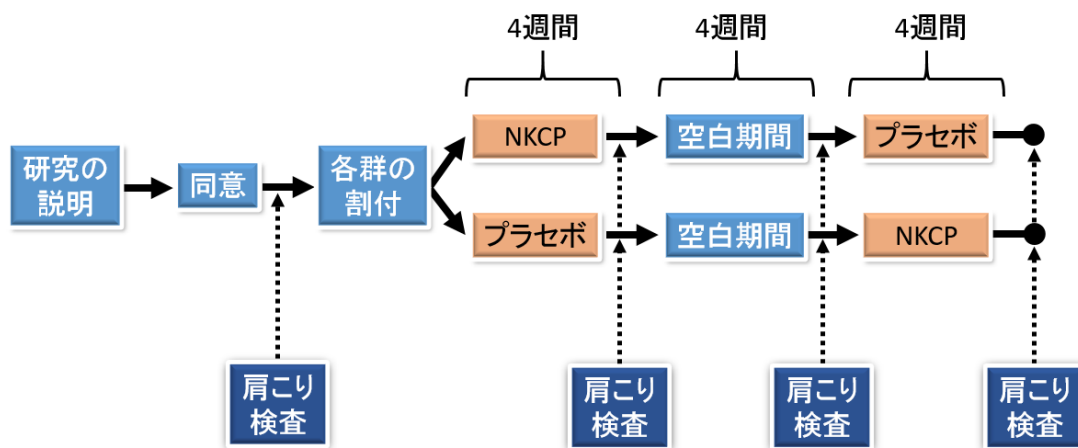 4週間
4週間
4週間
NKCP
空白期間
プラセボ
研究の
説明
同意
各群の
割付
プラセボ
空白期間
NKCP
肩こり
検査
肩こり
検査
肩こり
検査
肩こり
検査